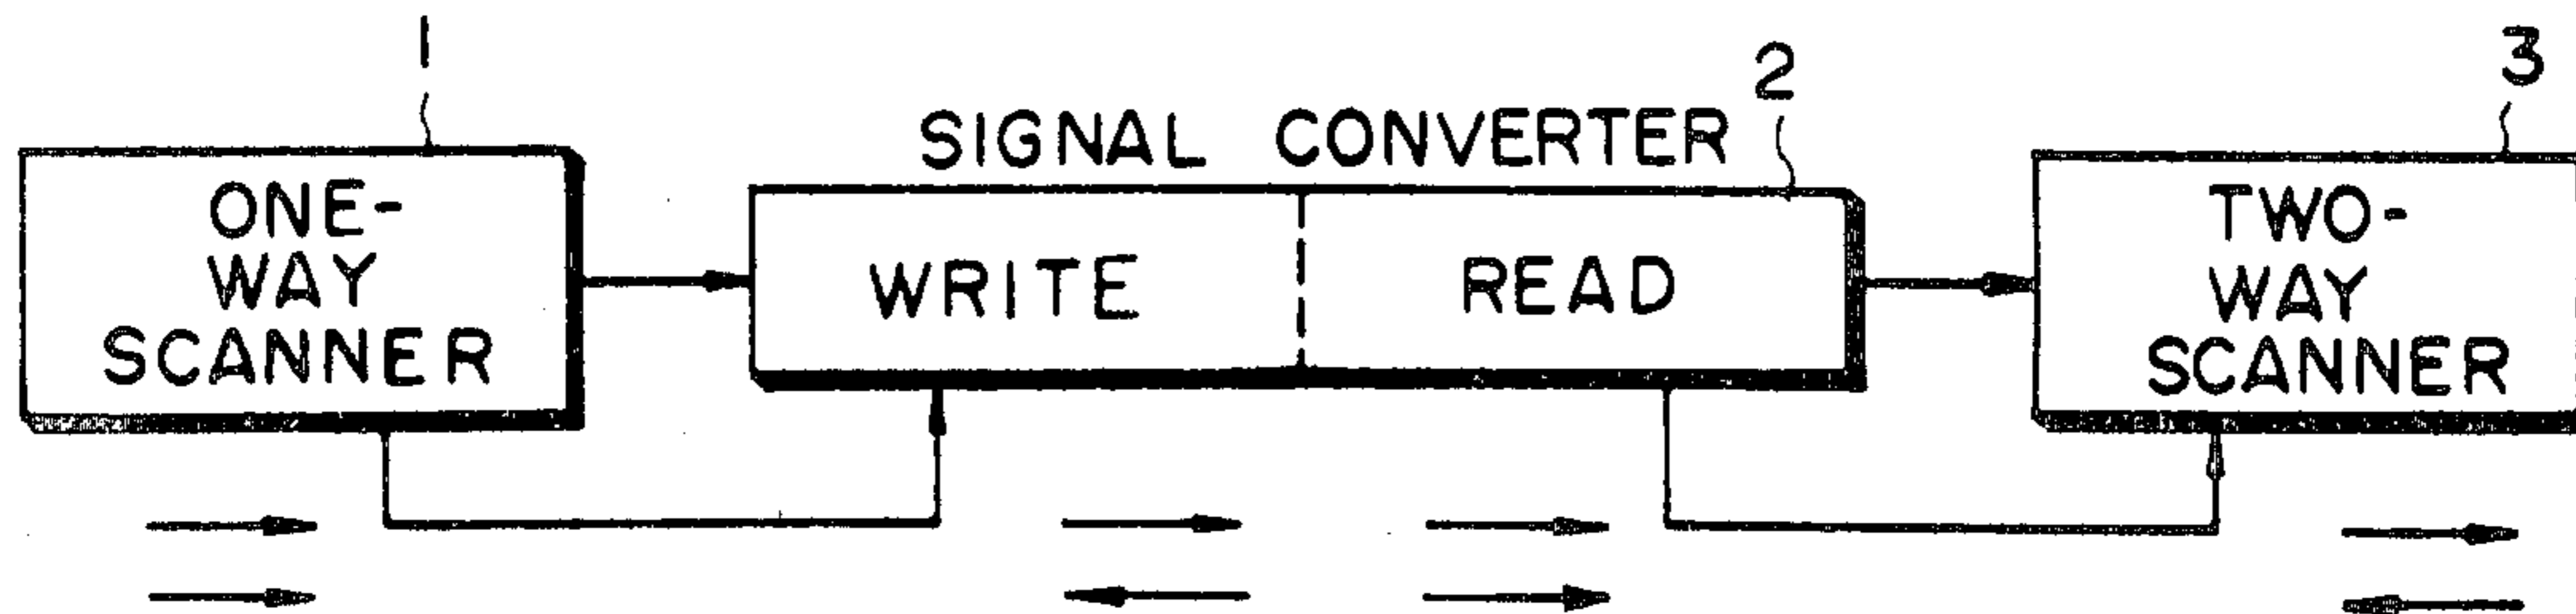 1
2
3
SIGNAL CONVERTER
ONE-
WAY
SCANNER
WRITE
READ
TWO-
WAY
SCANNER